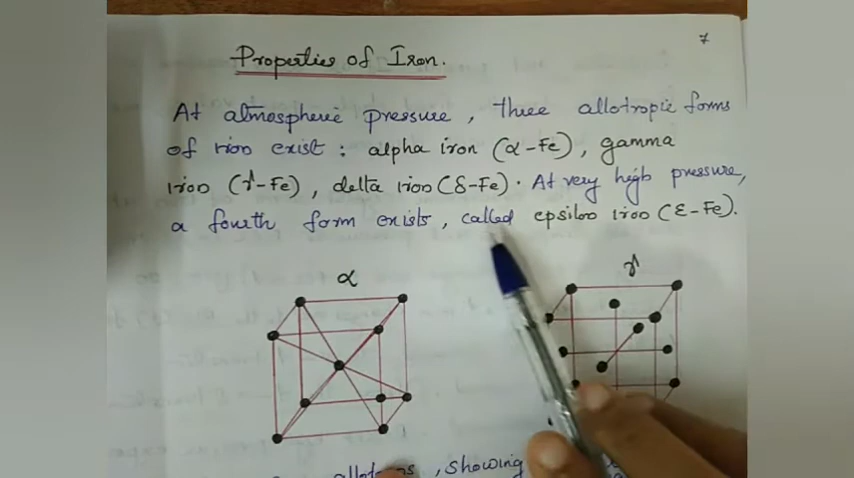 7
Properties of Iron.
At atmospheric pressure, three allotropic forms
of iron exist : alpha iron (α-Fe), gamma
iron (γ-Fe), delta iron (δ-Fe). At very high pressure,
a fourth form exists, called epsilon iron (ε-Fe).
α γ
, showing